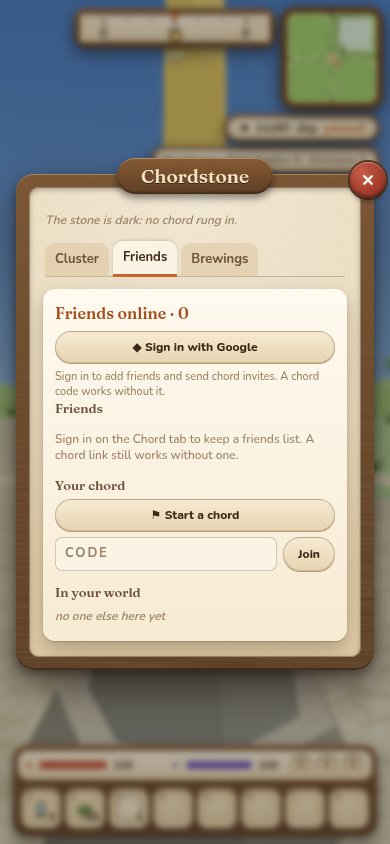 Chordstone
The stone is dark: no chord rung in.
Cluster
Friends
Brewings
Friends online · 0
◆ Sign in with Google
Sign in to add friends and send chord invites. A chord
code works without it.
Friends
Sign in on the Chord tab to keep a friends list. A
chord link still works without one.
Your chord
⚑ Start a chord
CODE
Join
In your world
no one else here yet